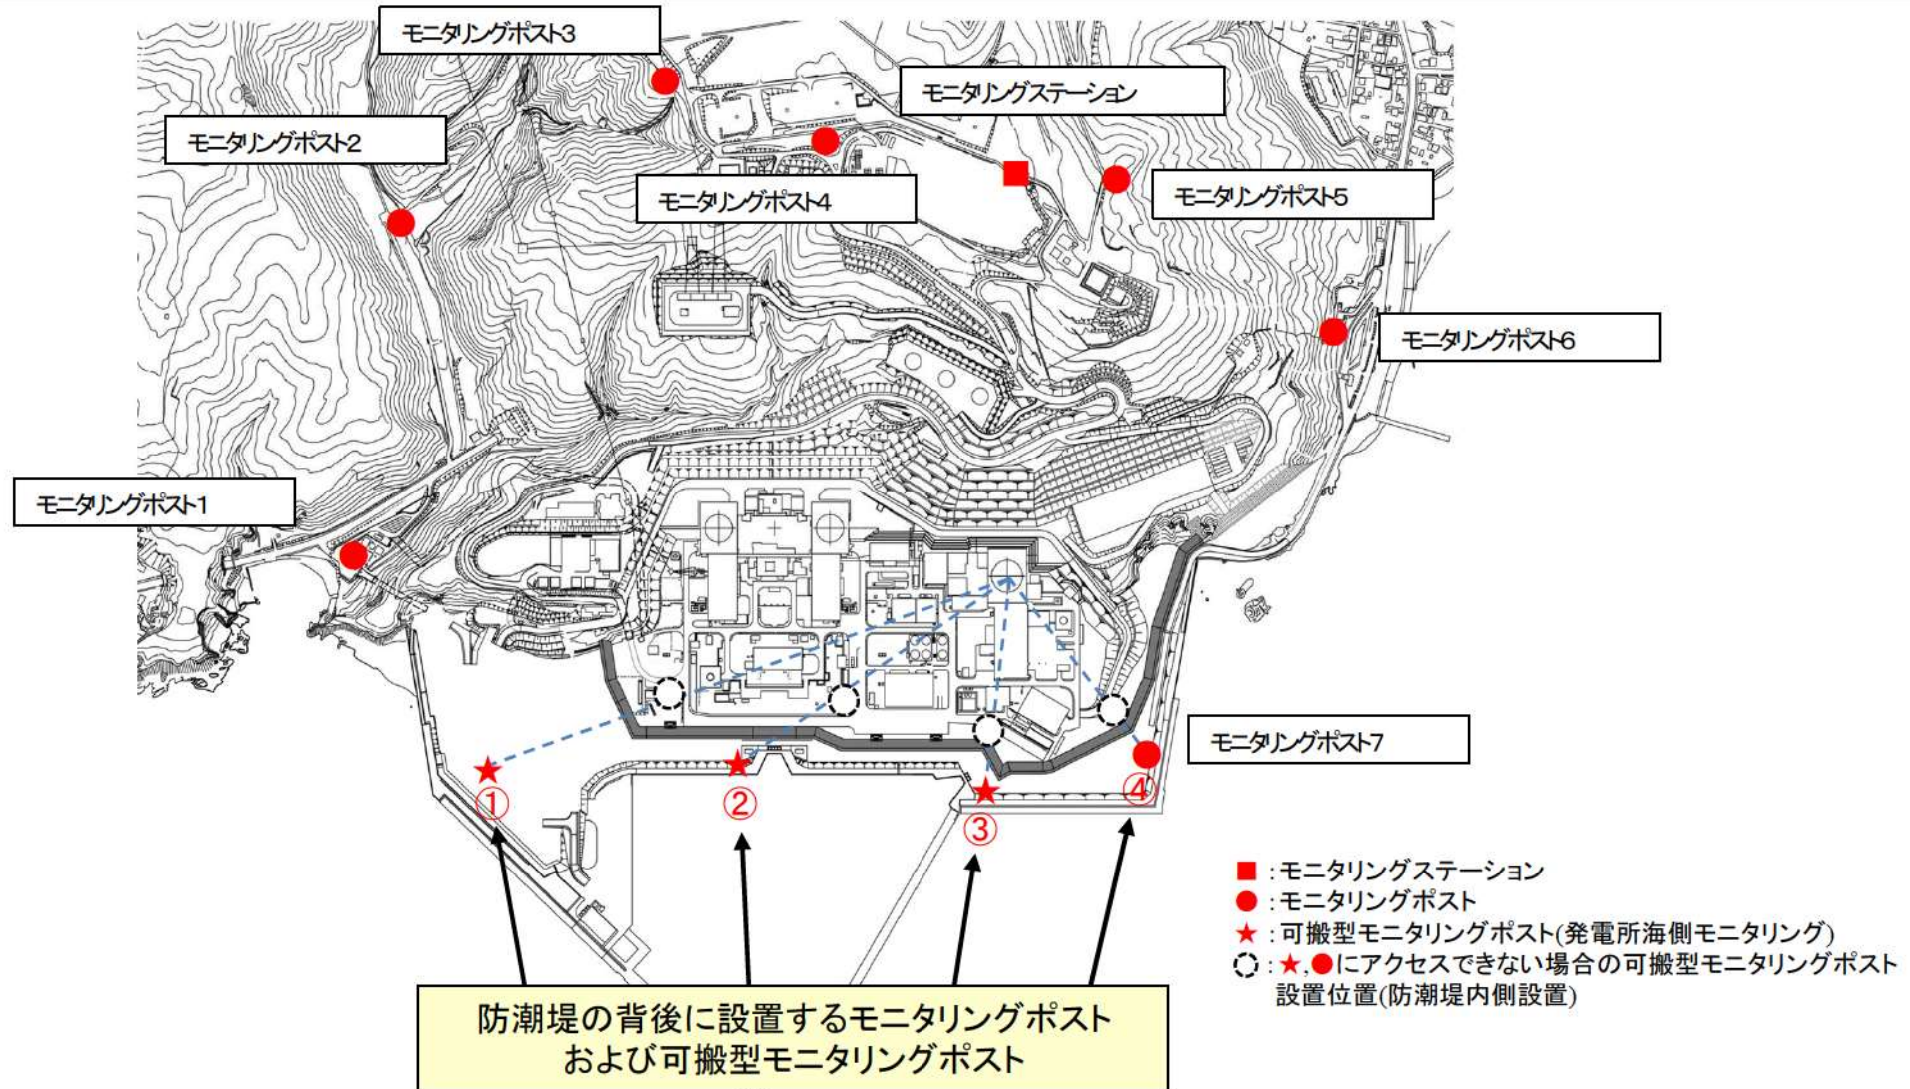 モニタリングポスト3
モニタリングステーション
モニタリングポスト2
モニタリングポスト4
モニタリングポスト5
モニタリングポスト6
モニタリングポスト1
モニタリングポスト7
①
②
③
④
■：モニタリングステーション
●：モニタリングポスト
★：可搬型モニタリングポスト(発電所海側モニタリング)
：★,●にアクセスできない場合の可搬型モニタリングポスト
設置位置(防潮堤内側設置)
防潮堤の背後に設置するモニタリングポスト
および可搬型モニタリングポスト